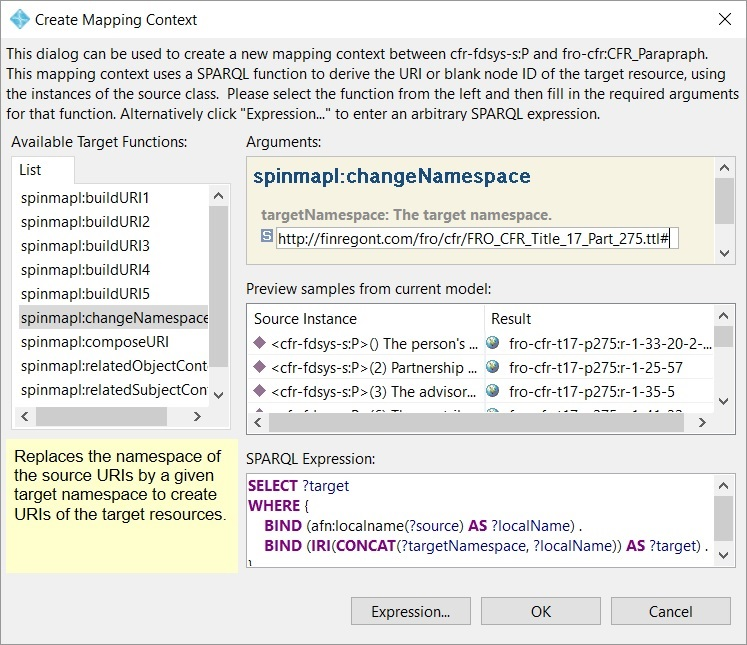 Create Mapping Context
This dialog can be used to create a new mapping context between cfr-fdsys-s:P and fro-cfr:CFR_Parapraph.
This mapping context uses a SPARQL function to derive the URI or blank node ID of the target resource, using
the instances of the source class.  Please select the function from the left and then fill in the required arguments
for that function. Alternatively click "Expression..." to enter an arbitrary SPARQL expression.
Available Target Functions:
List
spinmapl:buildURI1
spinmapl:buildURI2
spinmapl:buildURI3
spinmapl:buildURI4
spinmapl:buildURI5
spinmapl:changeNamespace
spinmapl:composeURI
spinmapl:relatedObjectCont
spinmapl:relatedSubjectCon
Replaces the namespace of
the source URIs by a given
target namespace to create
URIs of the target resources.
Arguments:
spinmapl:changeNamespace
targetNamespace: The target namespace.
S http://finregont.com/fro/cfr/FRO_CFR_Title_17_Part_275.ttl#
Preview samples from current model:
Source Instance Result
<cfr-fdsys-s:P>() The person's ... fro-cfr-t17-p275:r-1-33-20-2-...
<cfr-fdsys-s:P>(2) Partnership ... fro-cfr-t17-p275:r-1-25-57
<cfr-fdsys-s:P>(3) The advisor... fro-cfr-t17-p275:r-1-35-5
SPARQL Expression:
SELECT ?target
WHERE {
BIND (afn:localname(?source) AS ?localName) .
BIND (IRI(CONCAT(?targetNamespace, ?localName)) AS ?target) .
Expression... OK Cancel